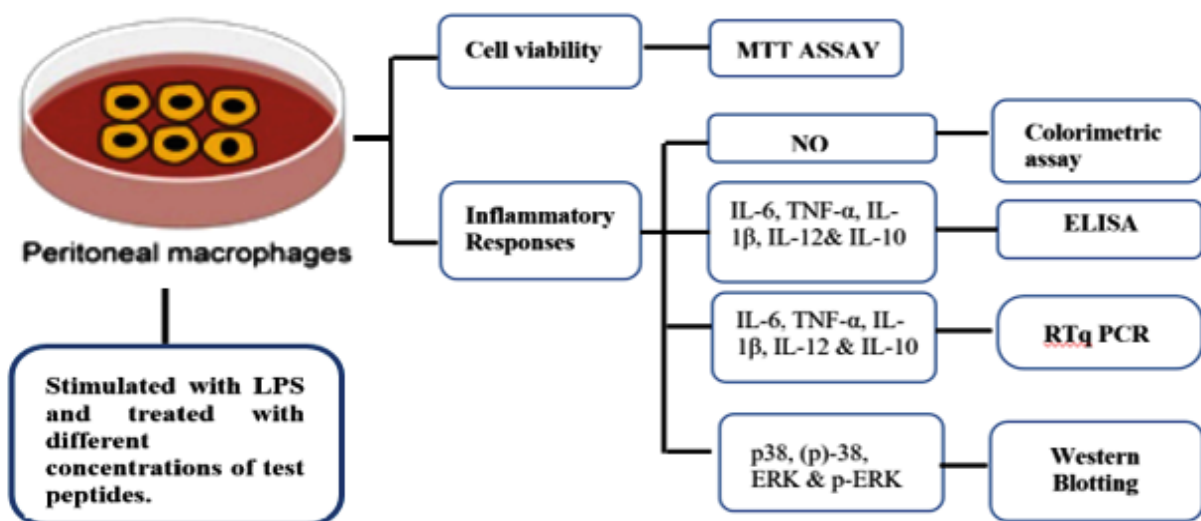 Cell viability
MTT ASSAY
NO
Colorimetric
assay
Inflammatory
Responses
IL-6, TNF-α, IL-
1β, IL-12& IL-10
ELISA
Peritoneal macrophages
IL-6, TNF-α, IL-
1β, IL-12 & IL-10
RTq PCR
Stimulated with LPS
and treated with
different
concentrations of test
peptides.
p38, (p)-38,
ERK & p-ERK
Western
Blotting